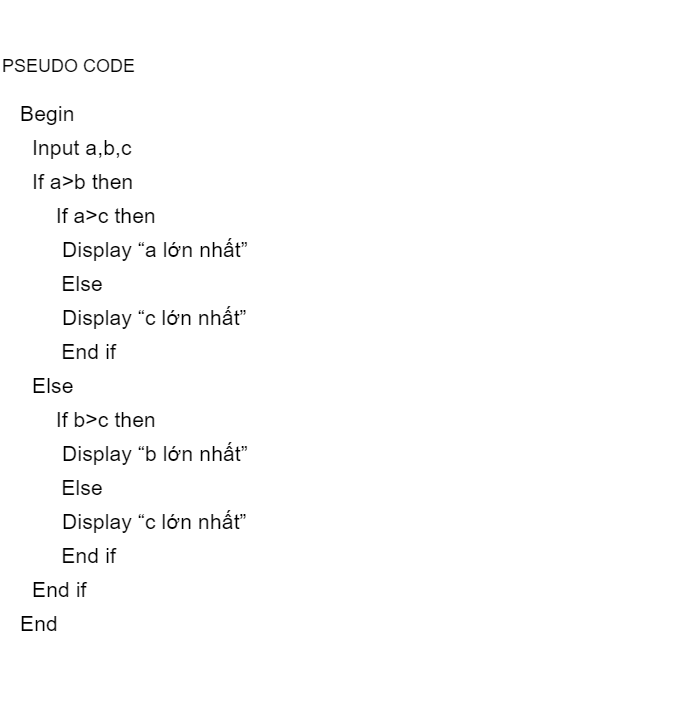 PSEUDO CODE
Begin
Input a,b,c
If a>b then
If a>c then
Display “a lớn nhất”
Else
Display “c lớn nhất”
End if
Else
If b>c then
Display “b lớn nhất”
Else
Display “c lớn nhất”
End if
End if
End